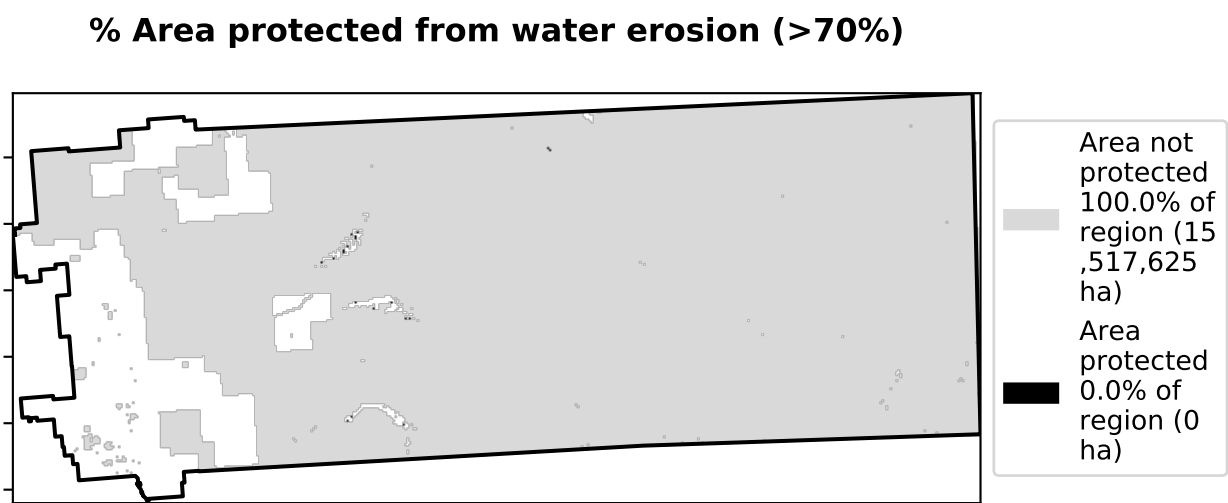 % Area protected from water erosion (>70%)
Area not
protected
100.0% of
region (15
,517,625
ha)
Area
protected
0.0% of
region (0
ha)